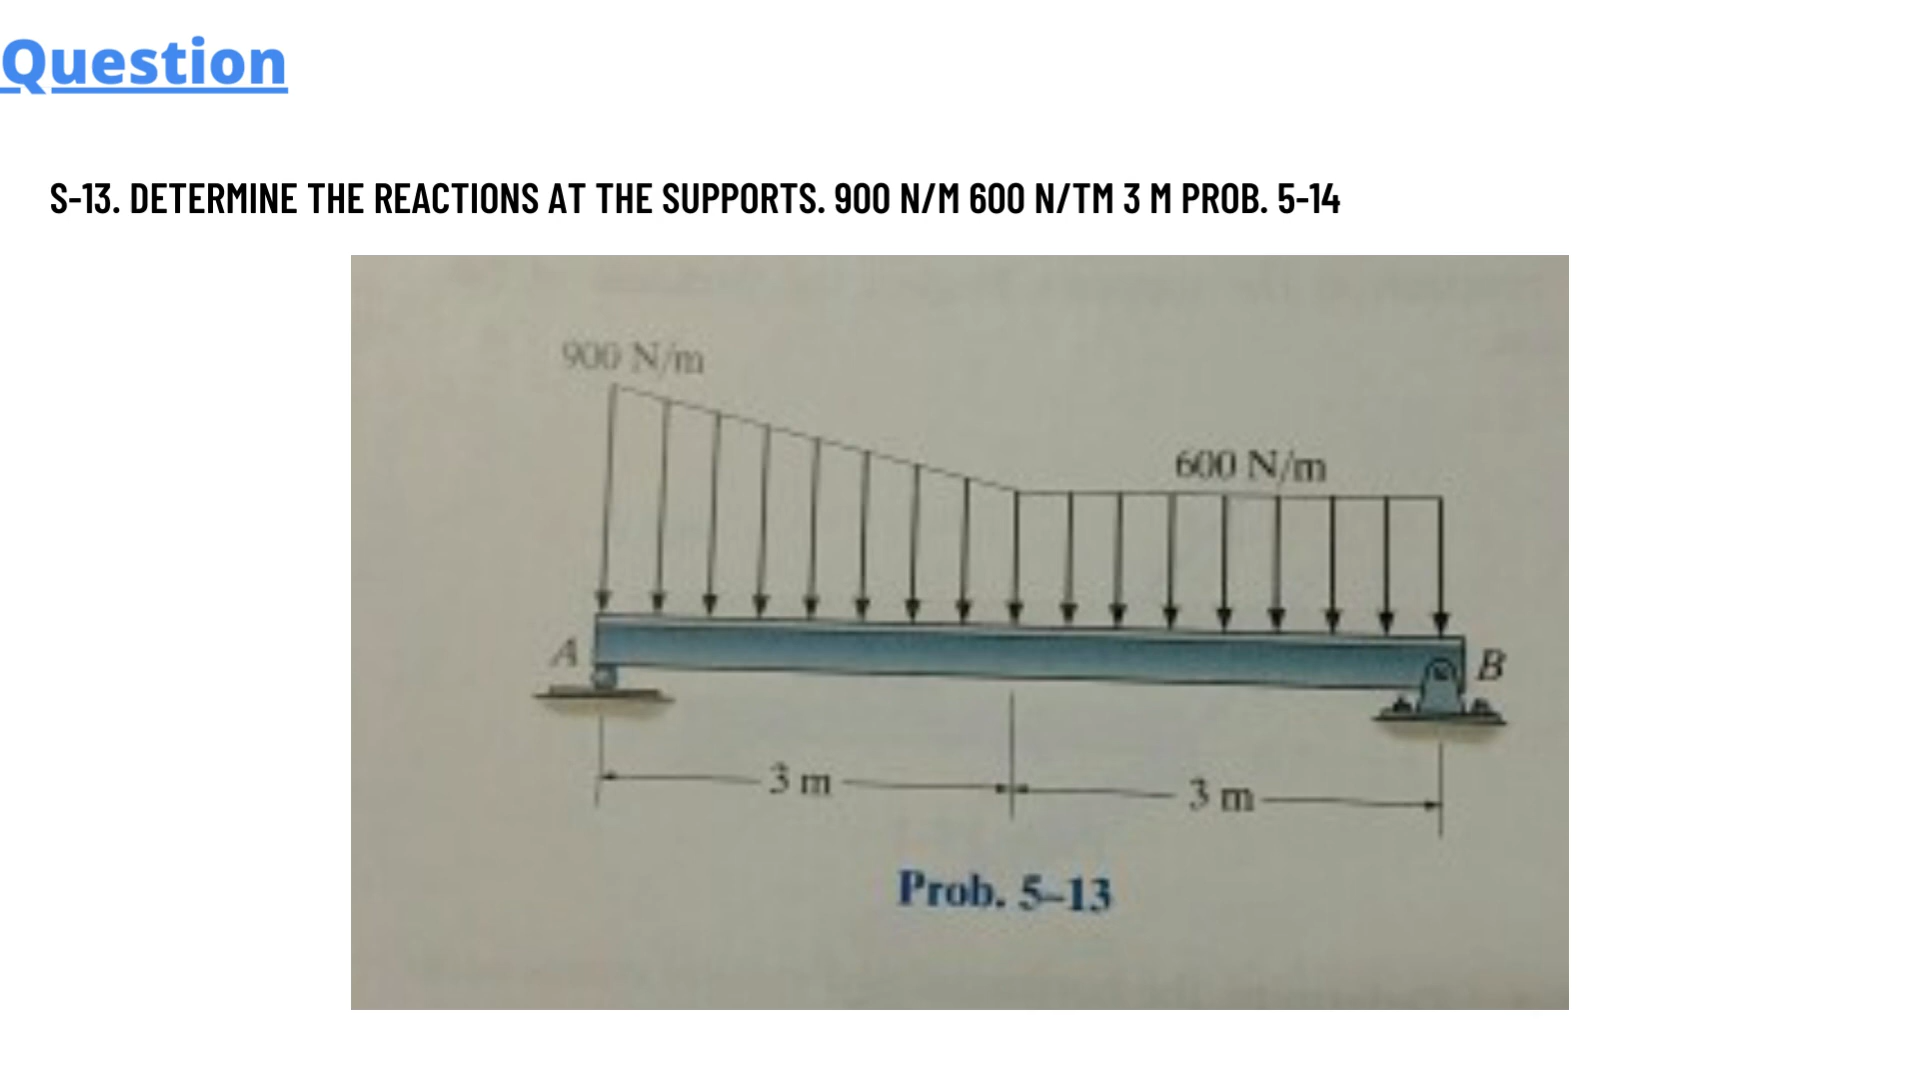 Question
S-13. DETERMINE THE REACTIONS AT THE SUPPORTS. 900 N/M 600 N/TM 3 M PROB. 5-14
900 N/m
600 N/m
A
B
3 m
3 m
Prob. 5–13